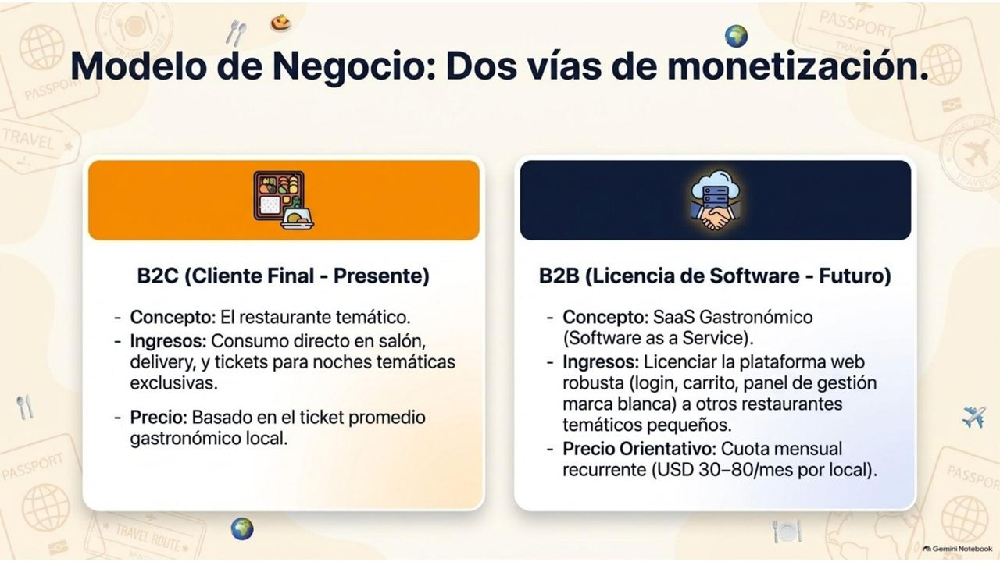 PASSPORT
TRAVEL
PASSPORT
TRAVEL
Modelo de Negocio: Dos vías de monetización.
B2C (Cliente Final - Presente)
- Concepto: El restaurante temático.
- Ingresos: Consumo directo en salón,
delivery, y tickets para noches temáticas
exclusivas.
- Precio: Basado en el ticket promedio
gastronómico local.
B2B (Licencia de Software - Futuro)
- Concepto: SaaS Gastronómico
(Software as a Service).
- Ingresos: Licenciar la plataforma web
robusta (login, carrito, panel de gestión
marca blanca) a otros restaurantes
temáticos pequeños.
- Precio Orientativo: Cuota mensual
recurrente (USD 30–80/mes por local).
PASSPORT
TRAVEL ROUTE
PASSPORT
Gemini Notebook